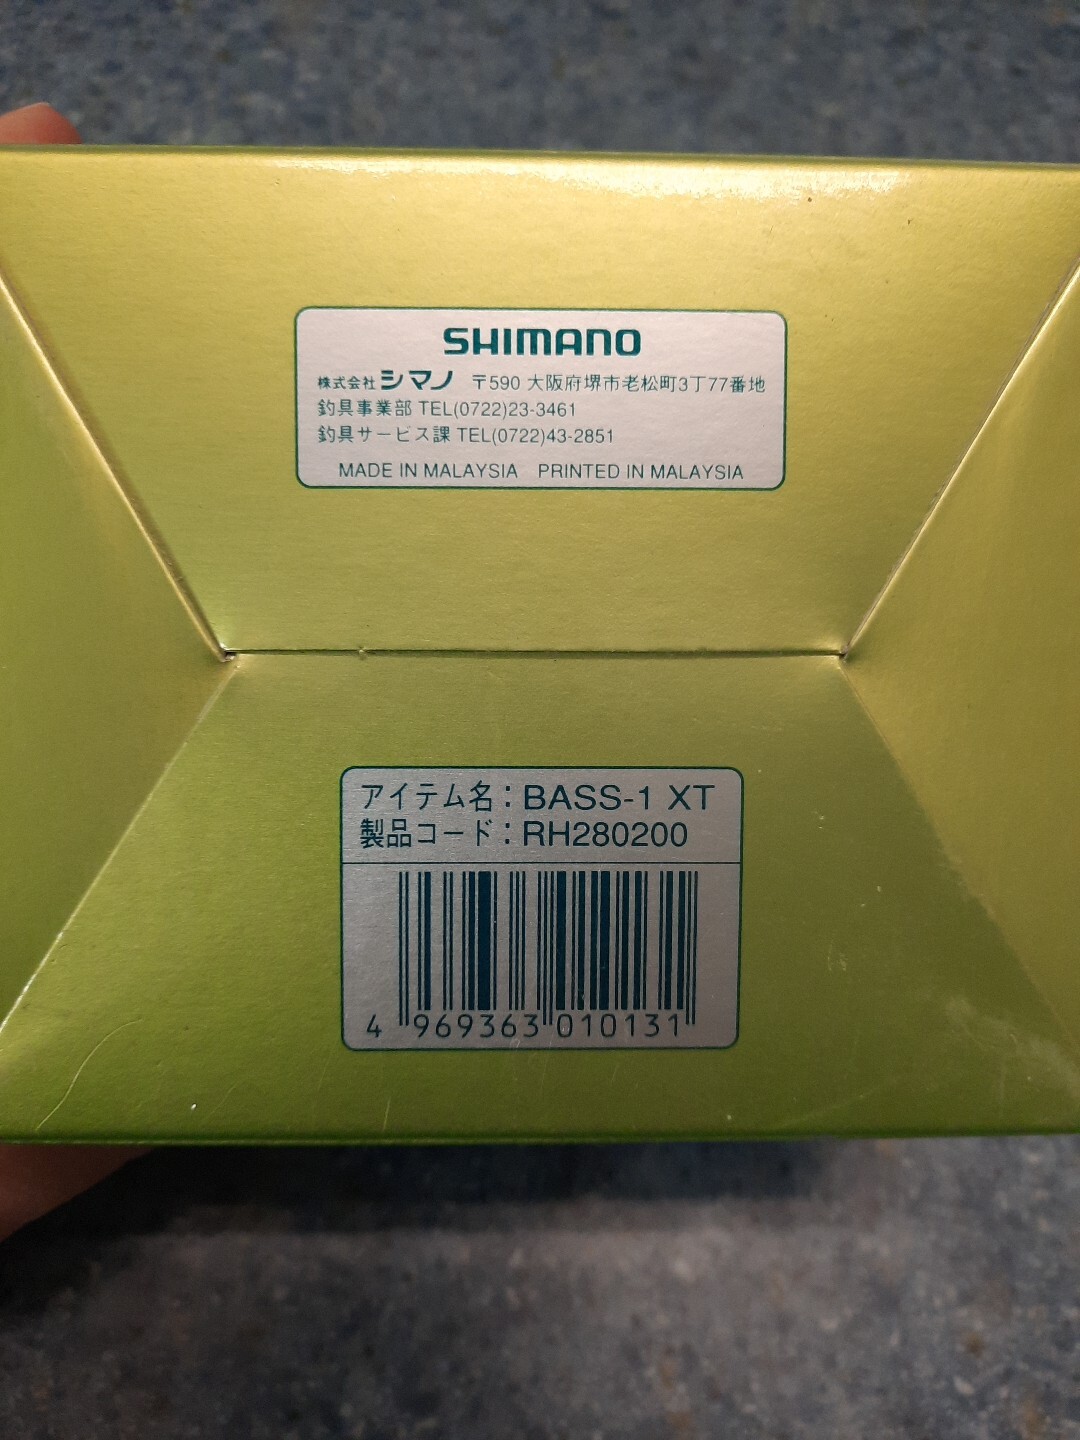 SHIMANO
株式会社 シマノ 〒590 大阪府堺市老松町3丁77番地
釣具事業部 TEL(0722)23-3461
釣具サービス課 TEL(0722)43-2851
MADE IN MALAYSIA PRINTED IN MALAYSIA
アイテム名：BASS-1 XT
製品コード：RH280200
4 969363 010131